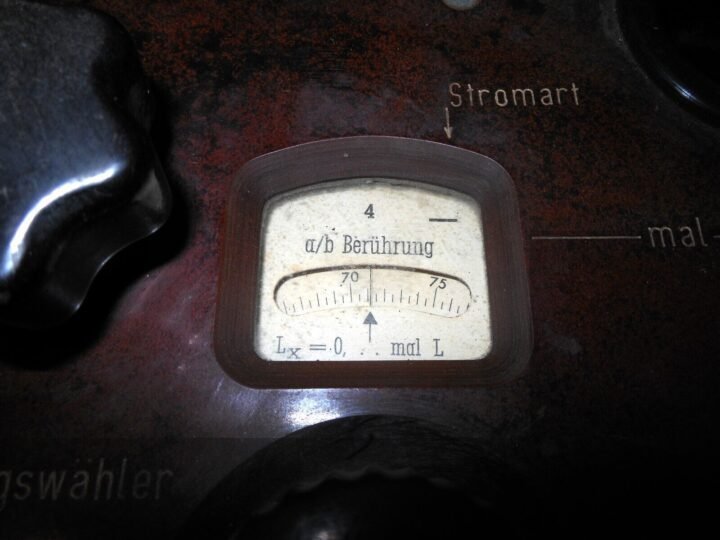 Stromart
4 —
a/b Berührung
mal
70 75
Lx = 0, . . mal L
gswähler